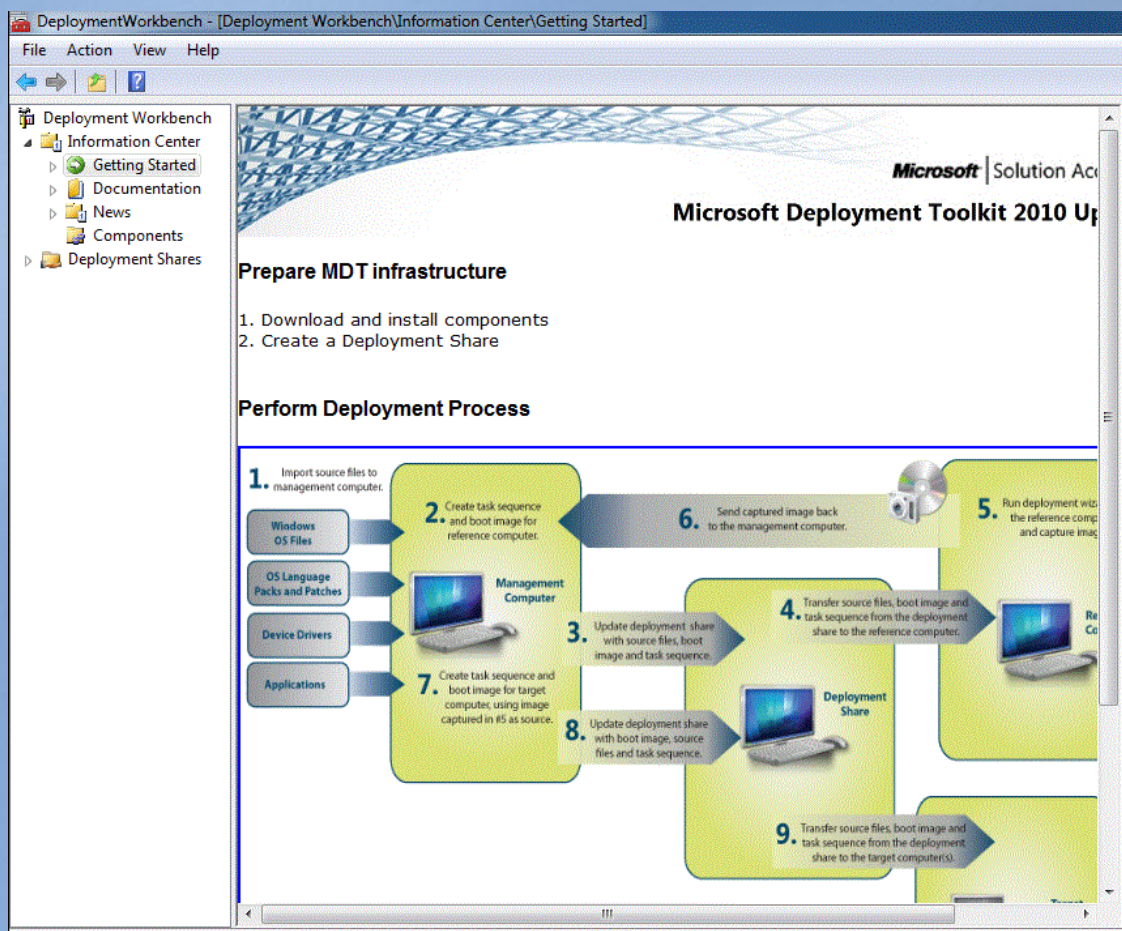 DeploymentWorkbench - [Deployment Workbench\Information Center\Getting Started]
File Action View Help
Deployment Workbench
Information Center
Getting Started
Documentation
News
Components
Deployment Shares
Microsoft Solution
Microsoft Deployment Toolkit 2010
Prepare MDT infrastructure
1. Download and install components
2. Create a Deployment Share
Perform Deployment Process
1. Import source files to
management computer.
Windows
OS Files
OS Language
Packs and Patches
Device Drivers
Applications
2. Create task sequence
and boot image for
reference computer.
Management
Computer
7. Create task sequence and
boot image for target
computer, using image
captured in #5 as source.
6. Send captured image back
to the management computer.
3. Update deployment share
with source files, boot
image and task sequence.
8. Update deployment share
with boot image, source
files and task sequence.
Deployment
Share
4. Transfer source files, boot image and
task sequence from the deployment
share to the reference computer.
5. Run deployment
the reference
and capture
9. Transfer source files, boot image and
task sequence from the deployment
share to the target computer(s).